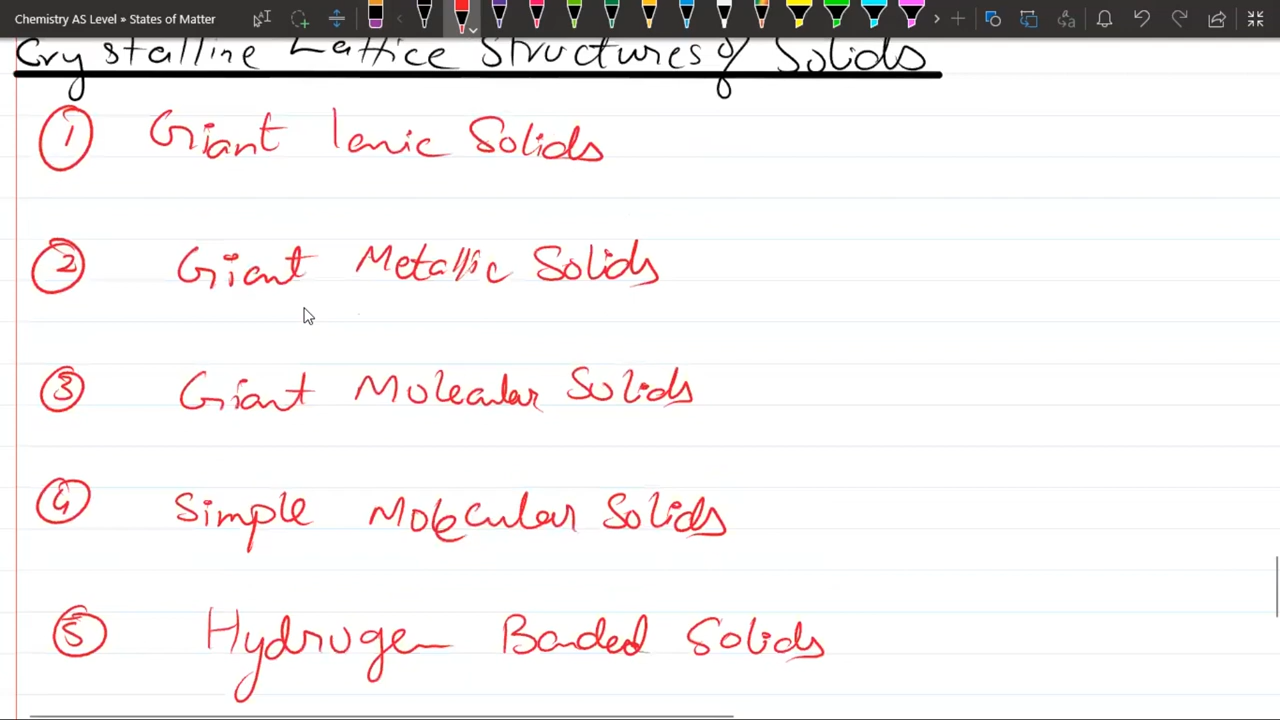 Chemistry AS Level » States of Matter
Crystalline Lattice Structures of Solids
1 Giant Ionic Solids
2 Giant Metallic Solids
3 Giant Molecular Solids
4 Simple Molecular Solids
5 Hydrogen Bonded Solids